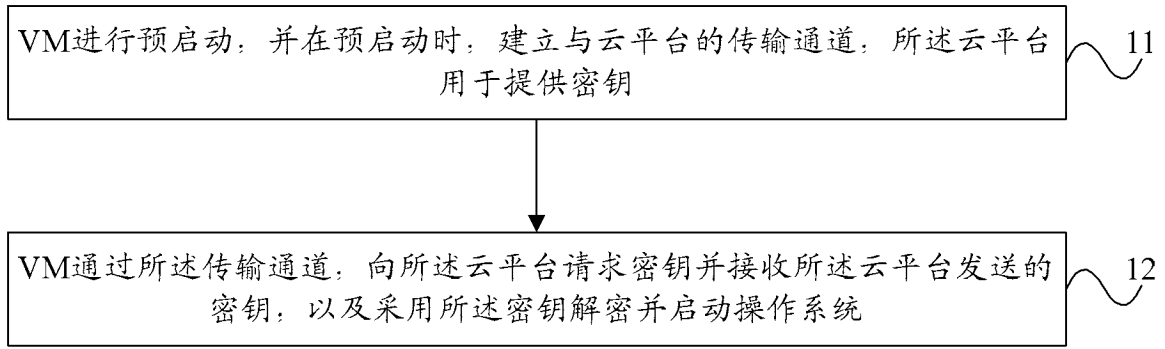 VM进行预启动，并在预启动时，建立与云平台的传输通道，所述云平台 11
用于提供密钥
VM通过所述传输通道，向所述云平台请求密钥并接收所述云平台发送的 12
密钥，以及采用所述密钥解密并启动操作系统